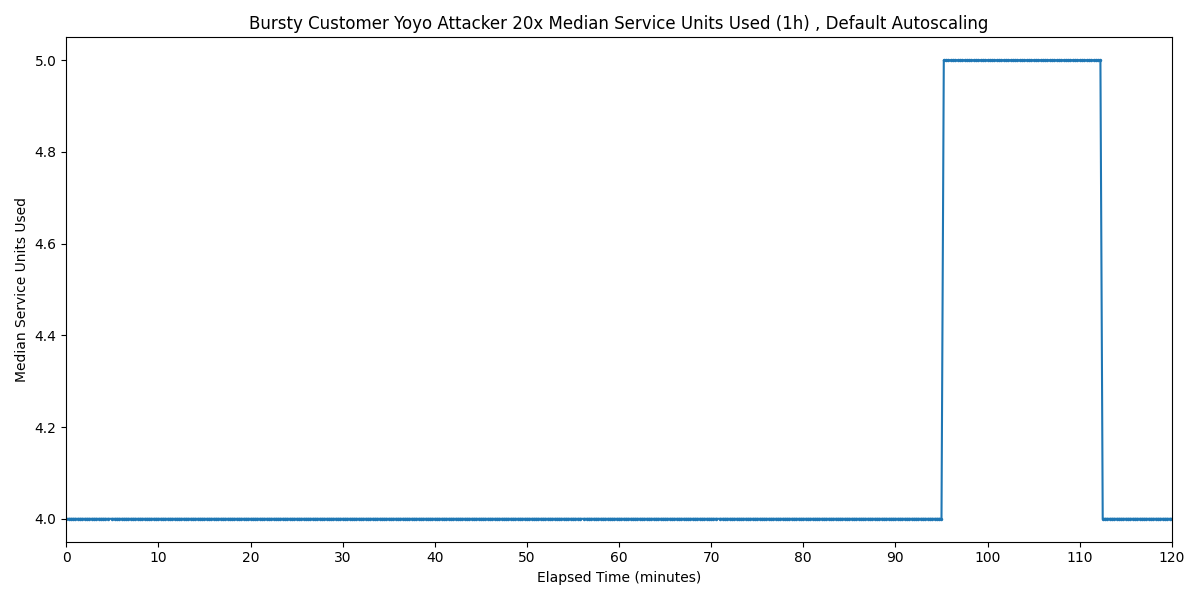 Bursty Customer Yoyo Attacker 20x Median Service Units Used (1h) , Default Autoscaling
Median Service Units Used
5.0
4.8
4.6
4.4
4.2
4.0
0 10 20 30 40 50 60 70 80 90 100 110 120
Elapsed Time (minutes)